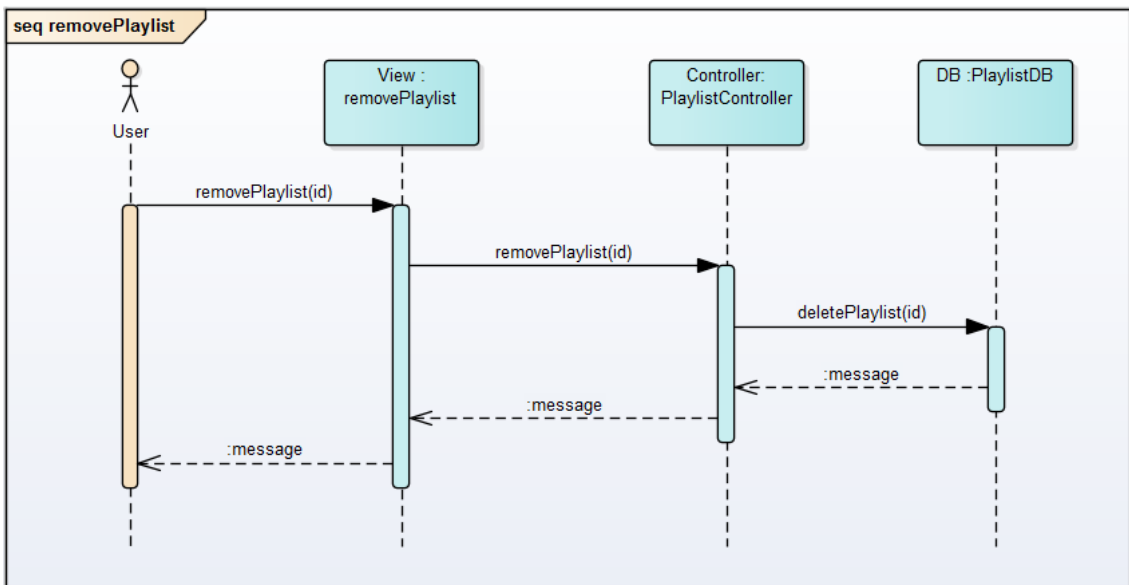 seq removePlaylist
User
View :
removePlaylist
Controller:
PlaylistController
DB :PlaylistDB
removePlaylist(id)
removePlaylist(id)
deletePlaylist(id)
:message
:message
:message